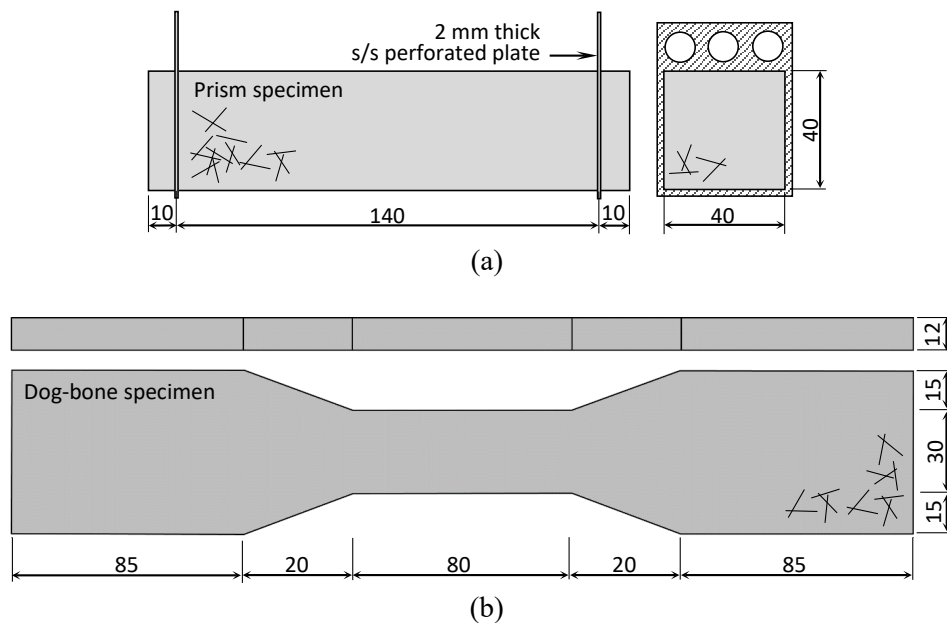 2 mm thick
s/s perforated plate
Prism specimen
40
10
140
10
40
(a)
12
Dog-bone specimen
15
30
15
85
20
80
20
85
(b)